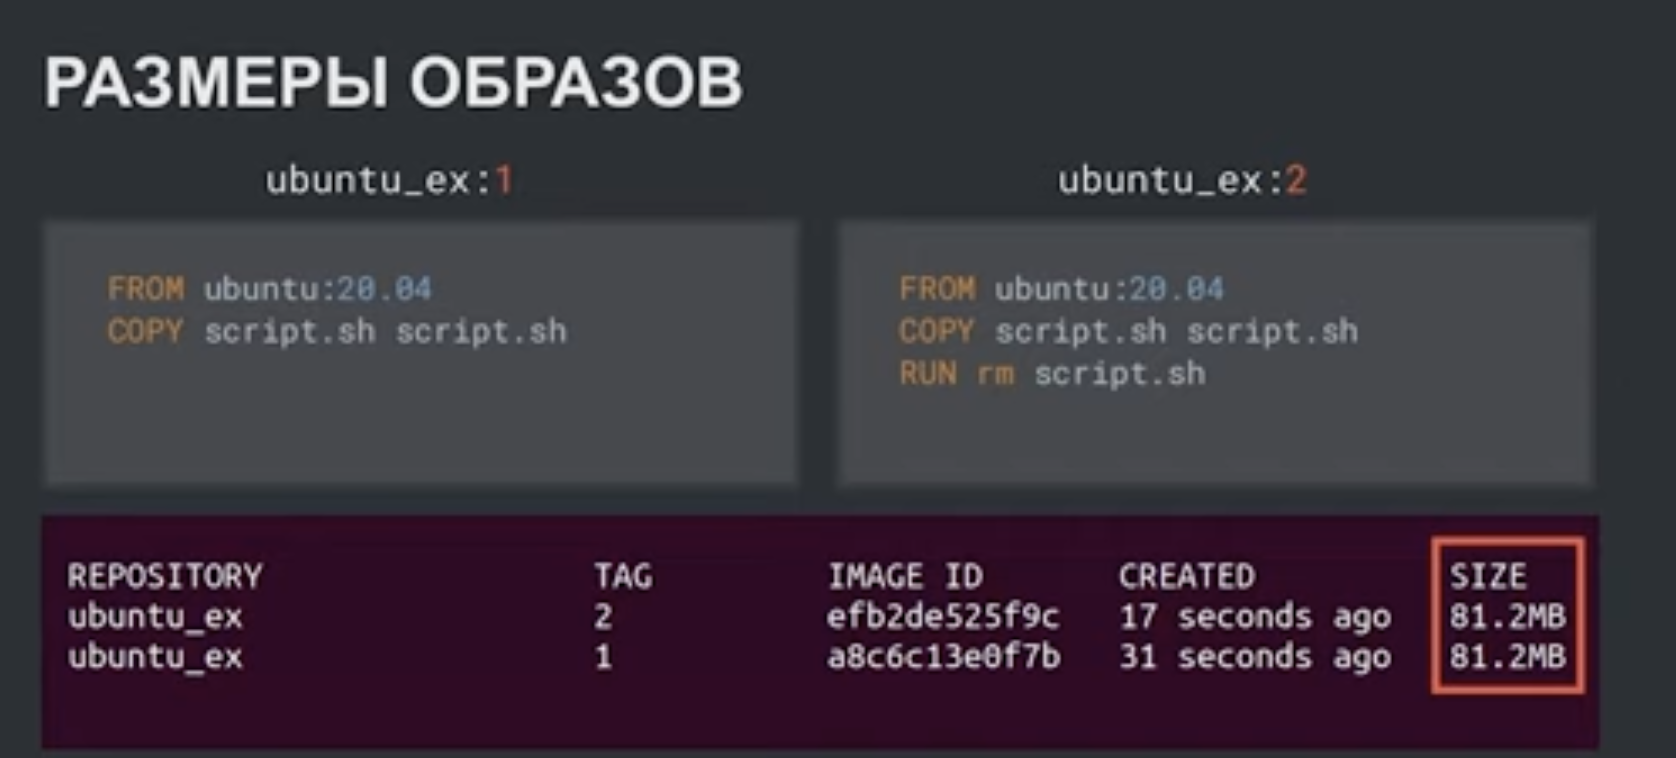 РАЗМЕРЫ ОБРАЗОВ
ubuntu_ex:1
FROM ubuntu:20.04
COPY script.sh script.sh
ubuntu_ex:2
FROM ubuntu:20.04
COPY script.sh script.sh
RUN rm script.sh
REPOSITORY TAG IMAGE ID CREATED SIZE
ubuntu_ex 2 efb2de525f9c 17 seconds ago 81.2MB
ubuntu_ex 1 a8c6c13e0f7b 31 seconds ago 81.2MB